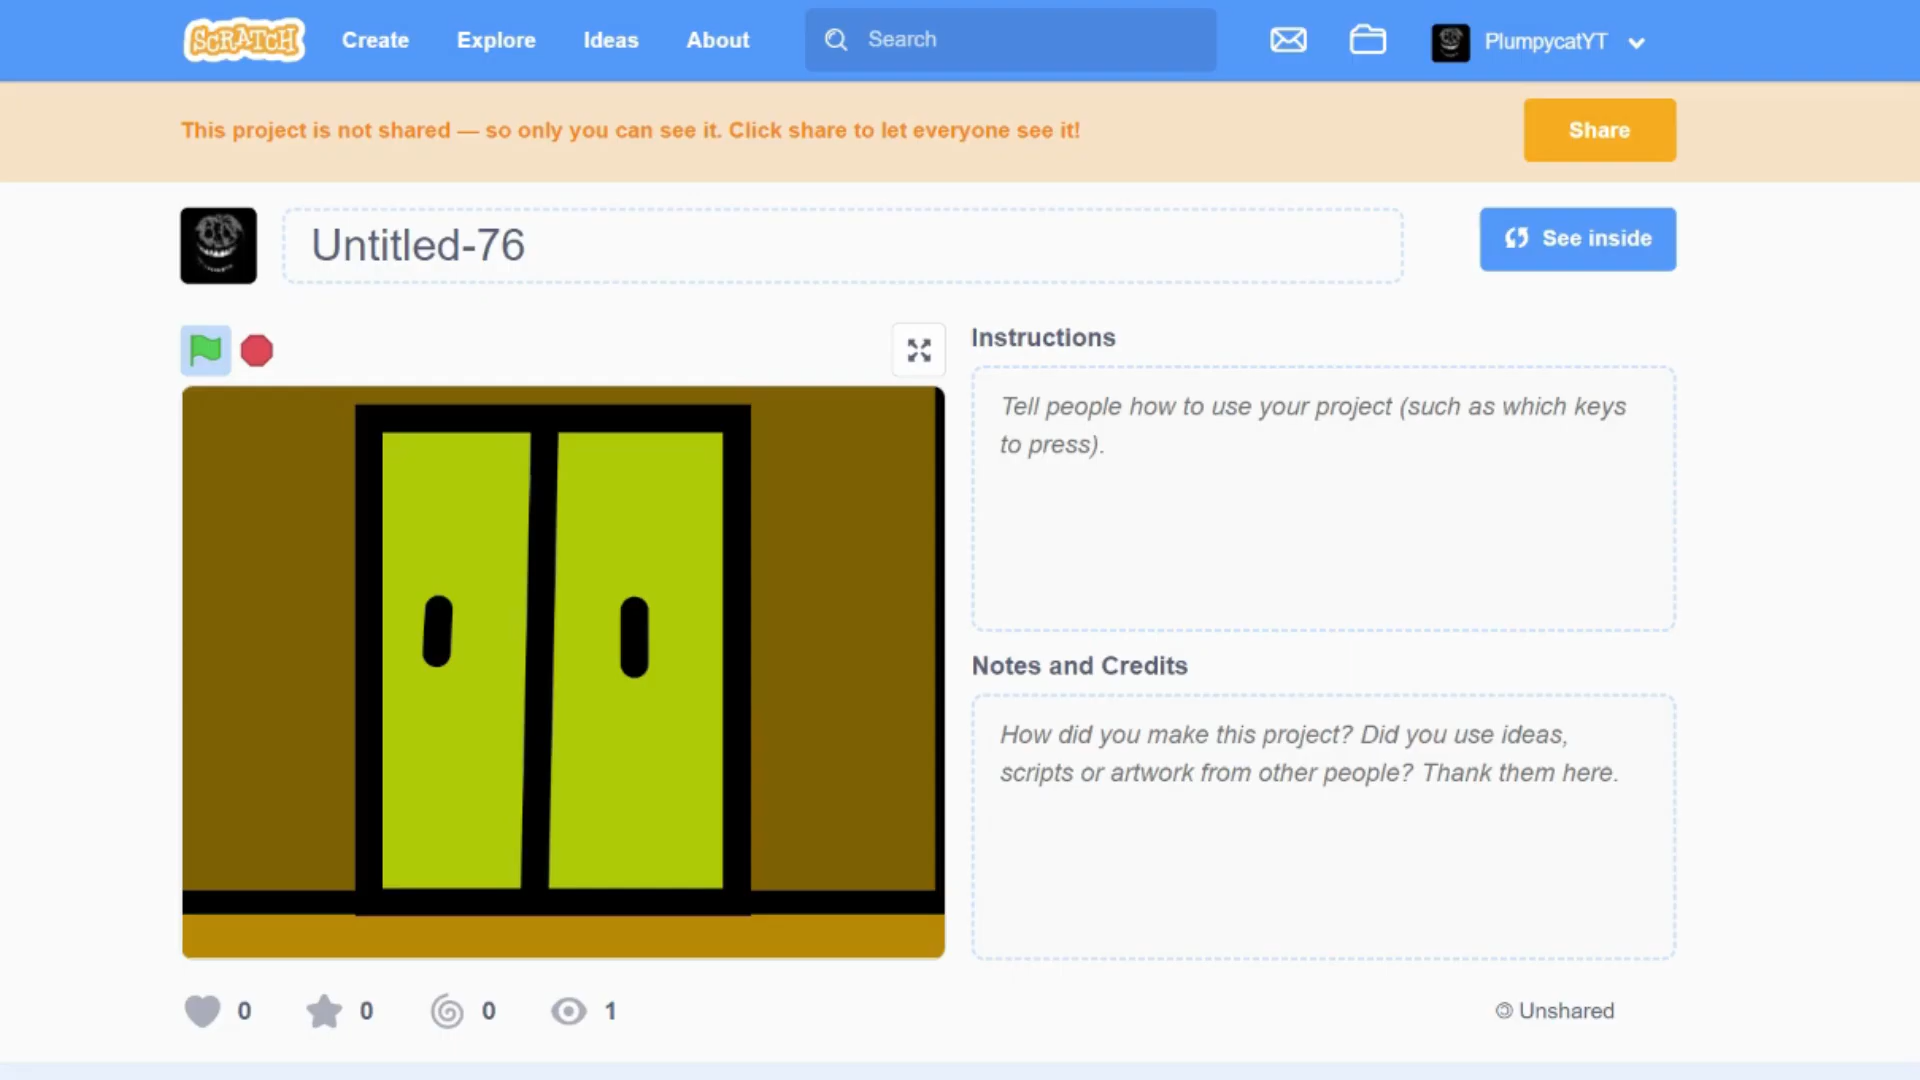 SCRATCH Create Explore Ideas About Search PlumpycatYT
This project is not shared — so only you can see it. Click share to let everyone see it! Share
Untitled-76 See inside
Instructions
Tell people how to use your project (such as which keys
to press).
Notes and Credits
How did you make this project? Did you use ideas,
scripts or artwork from other people? Thank them here.
0 0 0 1 Unshared